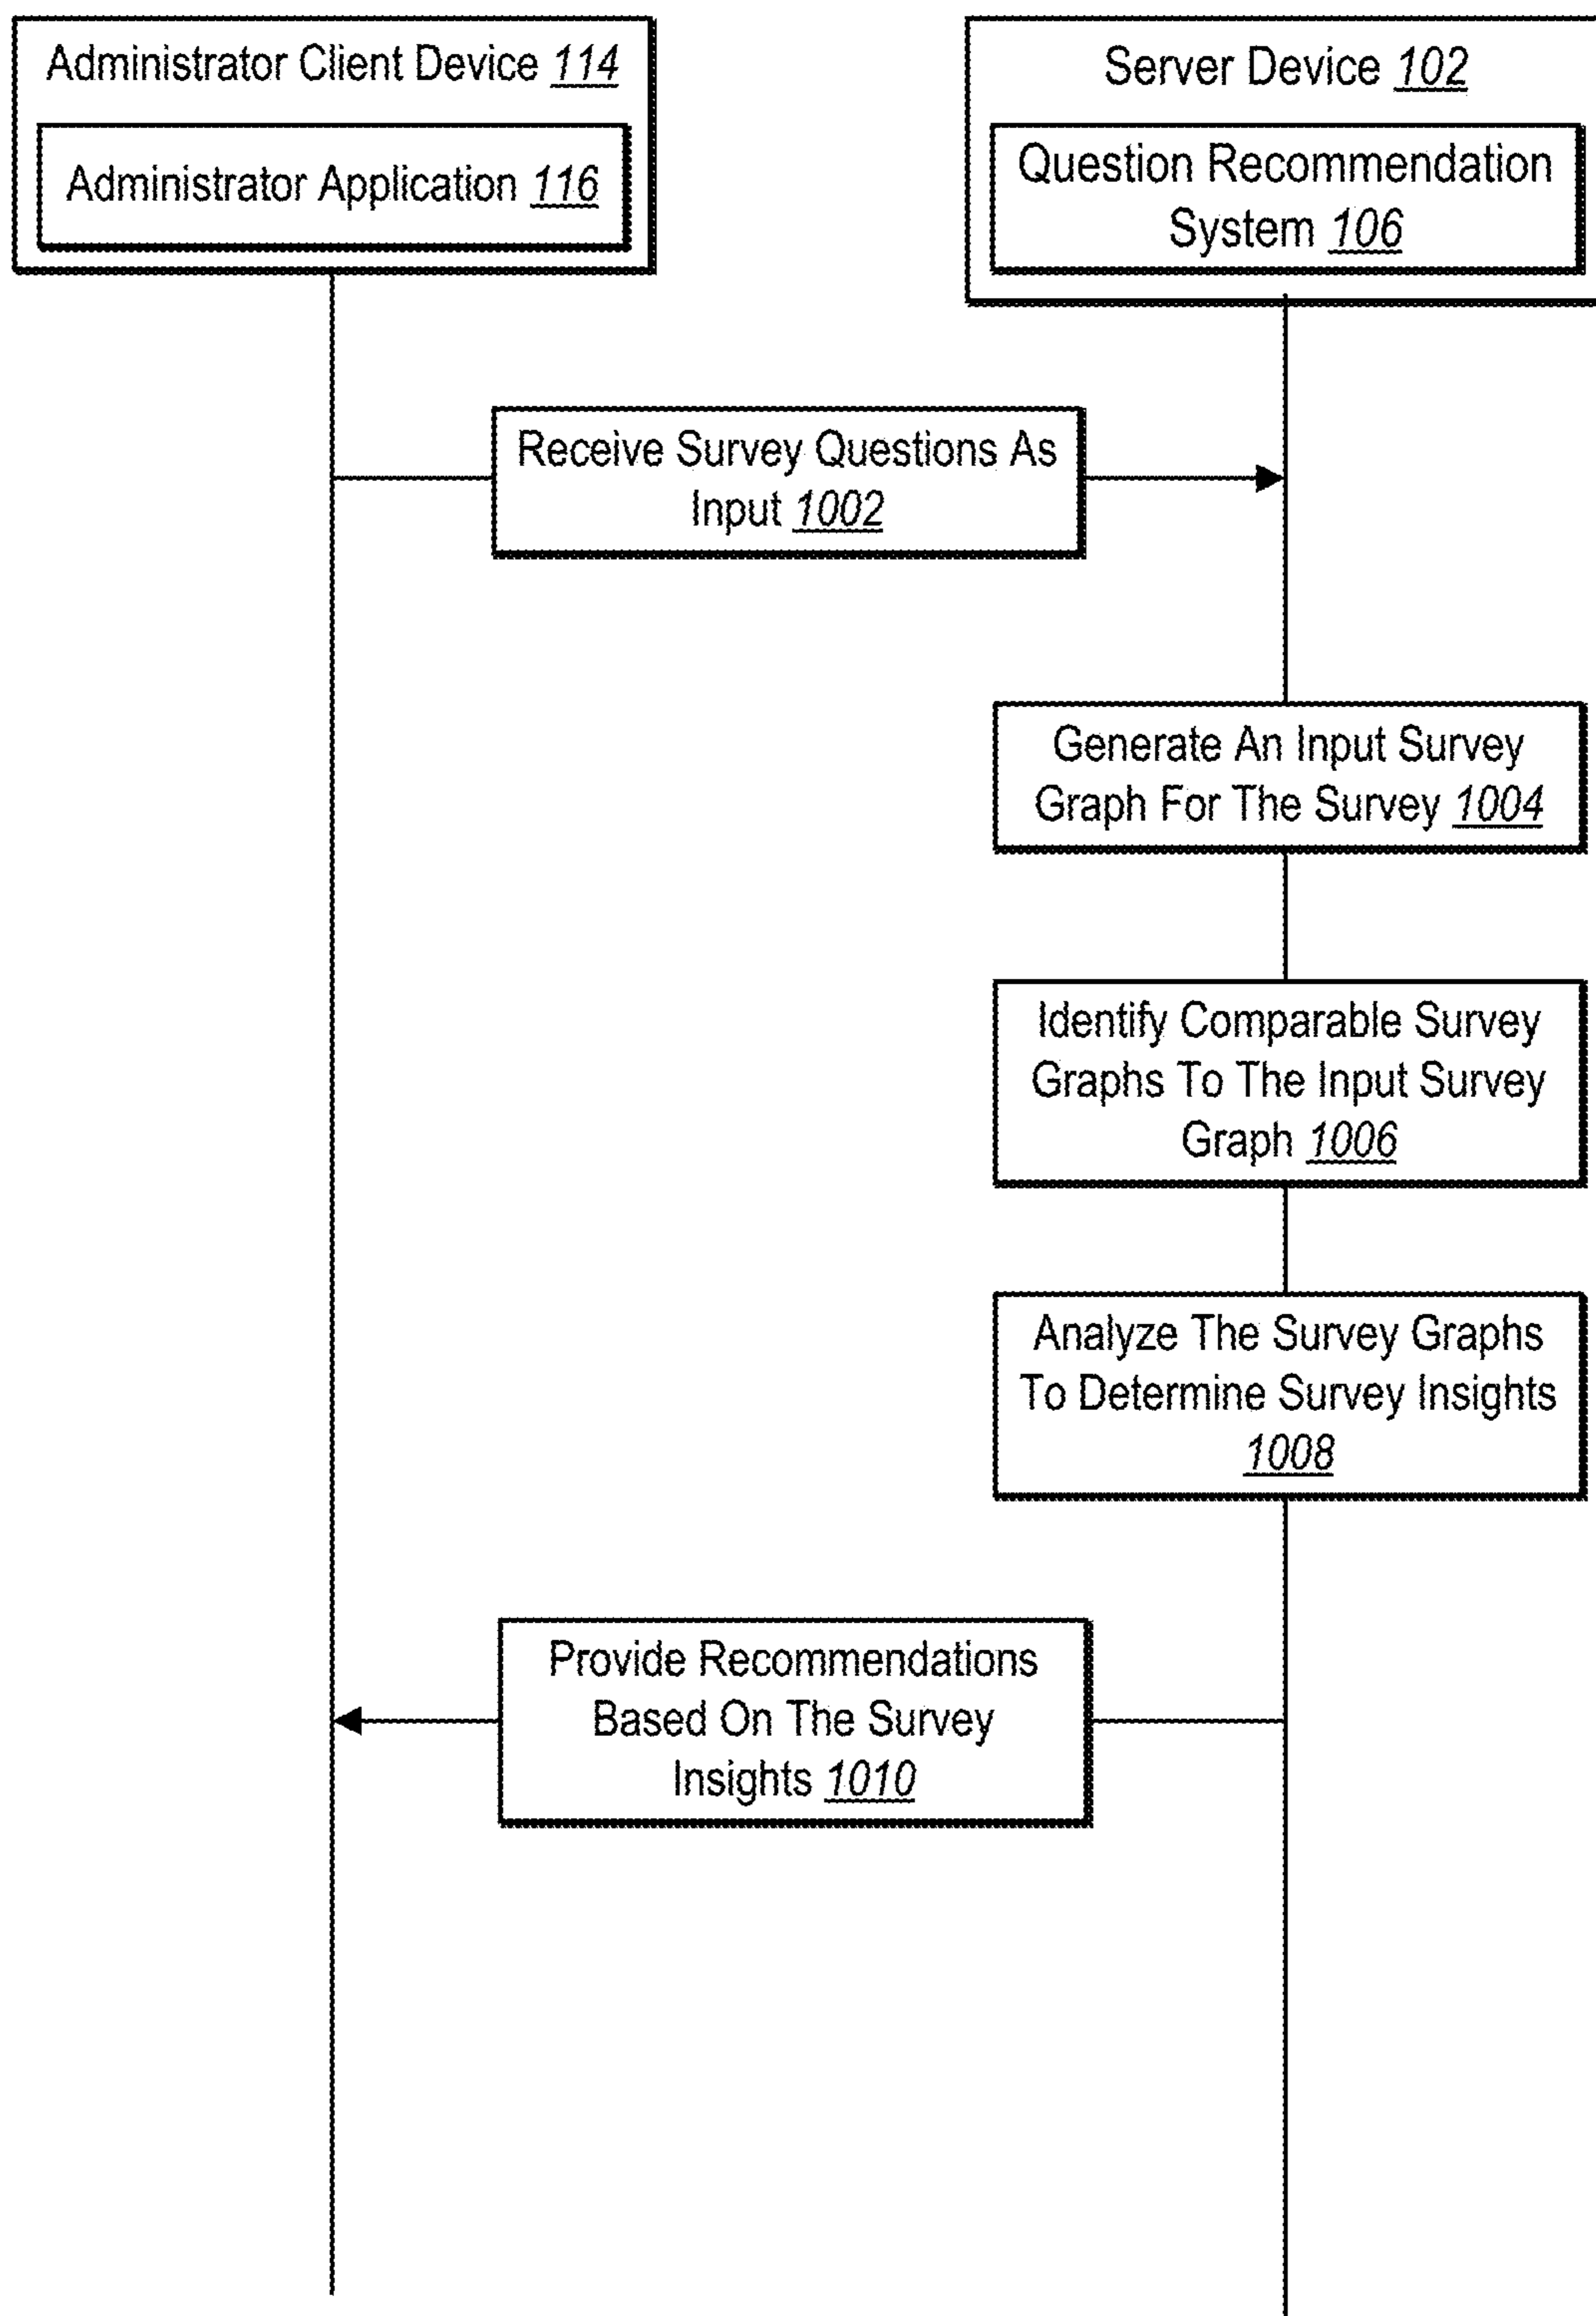 Administrator Client Device 114
Administrator Application 116
Server Device 102
Question Recommendation
System 106
Receive Survey Questions As
Input 1002
Generate An Input Survey
Graph For The Survey 1004
Identify Comparable Survey
Graphs To The Input Survey
Graph 1006
Analyze The Survey Graphs
To Determine Survey Insights
1008
Provide Recommendations
Based On The Survey
Insights 1010